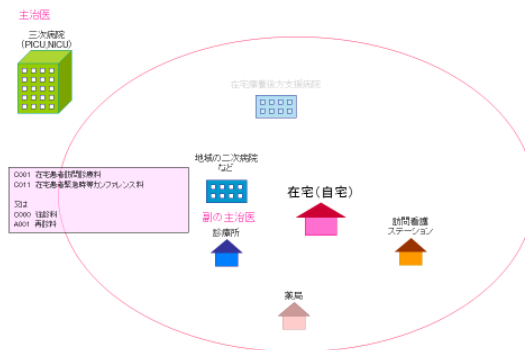 主治医
三次病院
(PICU,NICU)
在宅療養後方支援病院
地域の二次病院
など
C001 在宅患者訪問診療料
C011 在宅患者緊急時等カンファレンス料
又は
C000 往診料
A001 再診料
副の主治医
診療所
在宅(自宅)
訪問看護
ステーション
薬局